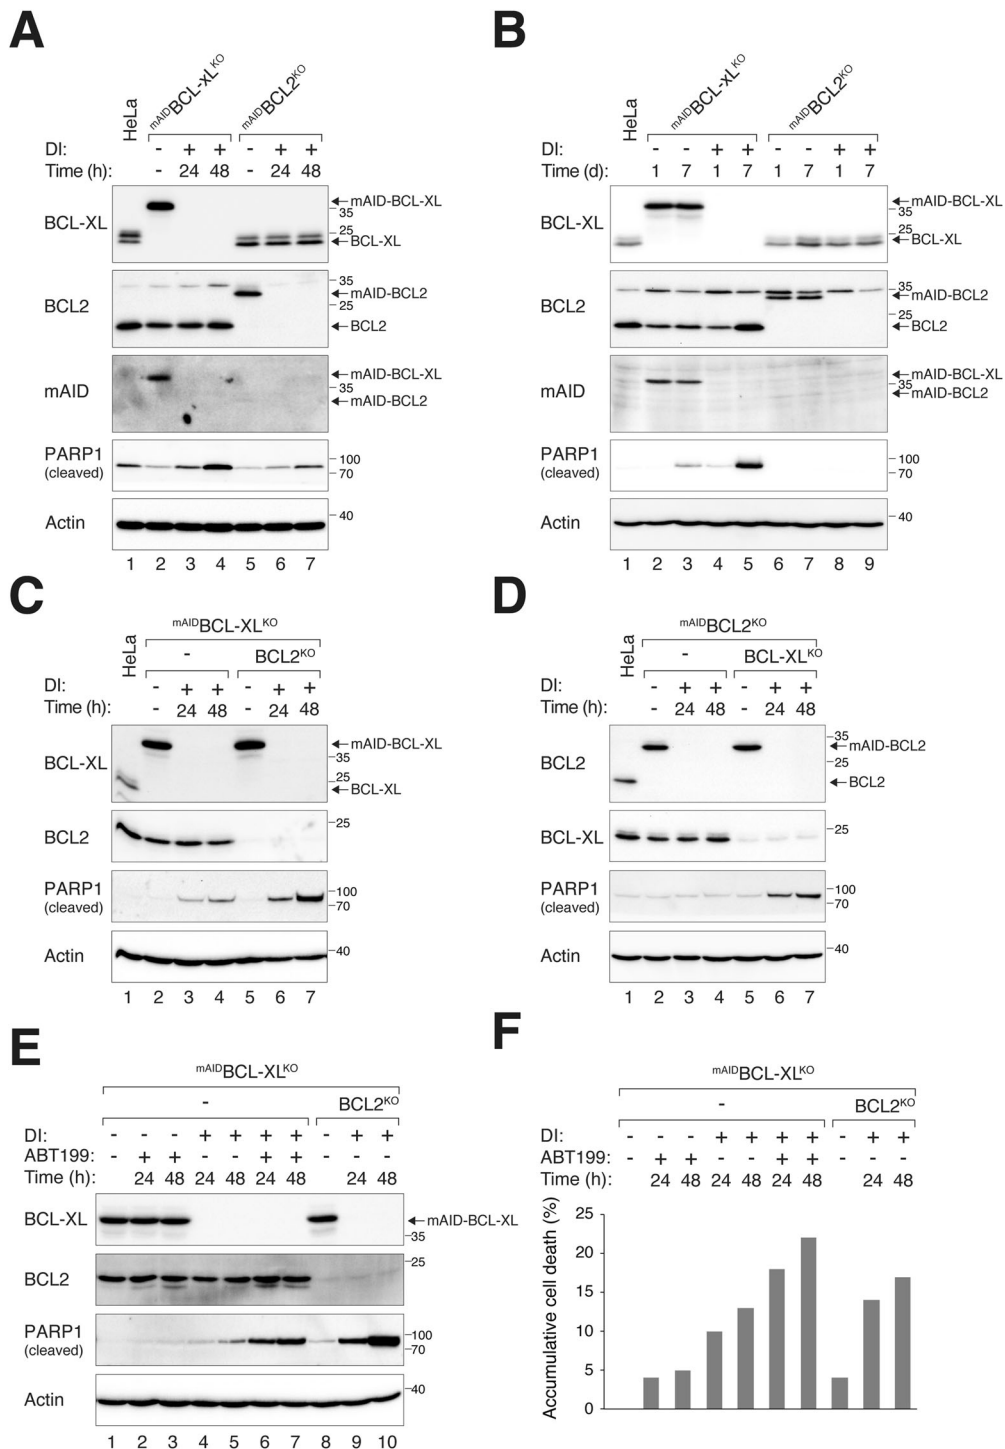 A
HeLa
mAIDBCL-XLKO
mAIDBCL2KO
DI: - + + - + +
Time (h): - 24 48 - 24 48
BCL-XL
mAID-BCL-XL
35
25
BCL-XL
BCL2
35
mAID-BCL2
25
BCL2
mAID
mAID-BCL-XL
35
mAID-BCL2
PARP1
(cleaved)
100
70
Actin
40
1 2 3 4 5 6 7
B
HeLa
mAIDBCL-XLKO
mAIDBCL2KO
DI: - - + + - - + +
Time (d): 1 7 1 7 1 7 1 7
BCL-XL
mAID-BCL-XL
35
25
BCL-XL
BCL2
35
mAID-BCL2
25
BCL2
mAID
mAID-BCL-XL
35
mAID-BCL2
PARP1
(cleaved)
100
70
Actin
40
1 2 3 4 5 6 7 8 9
C
mAIDBCL-XLKO
HeLa
- BCL2KO
DI: - + + - + +
Time (h): - 24 48 - 24 48
BCL-XL
mAID-BCL-XL
35
25
BCL-XL
BCL2
25
PARP1
(cleaved)
100
70
Actin
40
1 2 3 4 5 6 7
D
mAIDBCL2KO
HeLa
- BCL-XLKO
DI: - + + - + +
Time (h): - 24 48 - 24 48
BCL2
35
mAID-BCL2
25
BCL2
BCL-XL
25
PARP1
(cleaved)
100
70
Actin
40
1 2 3 4 5 6 7
E
mAIDBCL-XLKO
- BCL2KO
DI: - - - + + + + - + +
ABT199: - + + - - + + - - -
Time (h): - 24 48 24 48 24 48 - 24 48
BCL-XL
mAID-BCL-XL
35
BCL2
25
PARP1
(cleaved)
100
70
Actin
40
1 2 3 4 5 6 7 8 9 10
F
mAIDBCL-XLKO
- BCL2KO
DI: - - - + + + + - + +
ABT199: - + + - - + + - - -
Time (h): - 24 48 24 48 24 48 - 24 48
Accumulative cell death (%)
25
20
15
10
5
0